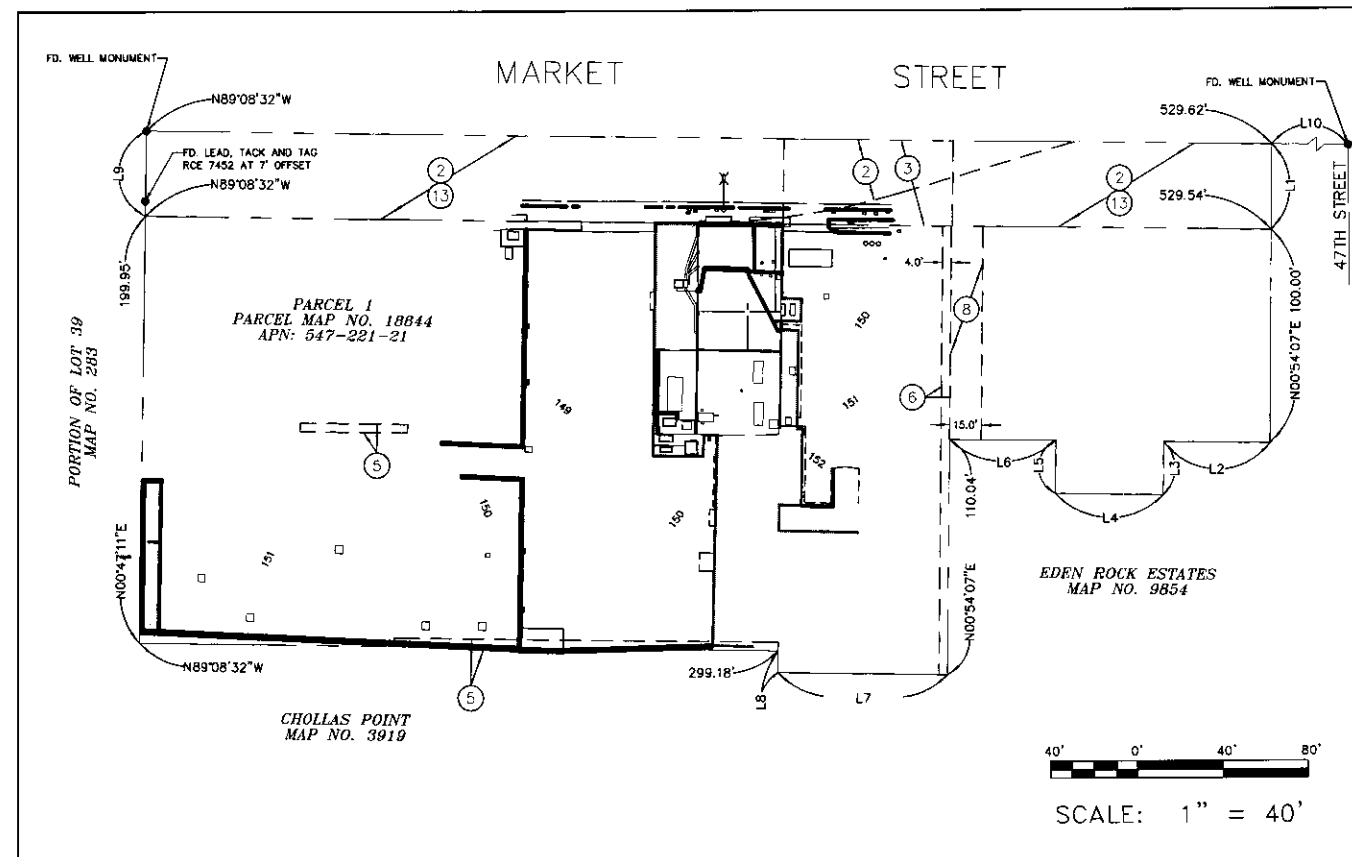 MARKET STREET
FD. WELL MONUMENT
N89°08'32"W
FD. LEAD, TACK AND TAG
RCE 7452 AT 7' OFFSET
N89°08'32"W
L9
2
13
2
3
2
13
FD. WELL MONUMENT
529.62'
L10
L1
529.54'
47TH STREET
199.95'
PARCEL 1
PARCEL MAP NO. 18844
APN: 547-221-21
PORTION OF LOT 39
MAP NO. 283
4.0'
8
150
149
151
6
15.0'
N00°54'07"E 100.00'
5
152
L6
L5
L4
L3
L2
150
150
151
110.04'
N00°54'07"E
N00°47'11"E
EDEN ROCK ESTATES
MAP NO. 9854
N89°08'32"W
5
299.18'
L8
L7
CHOLLAS POINT
MAP NO. 3919
40' 0' 40' 80'
SCALE: 1" = 40'